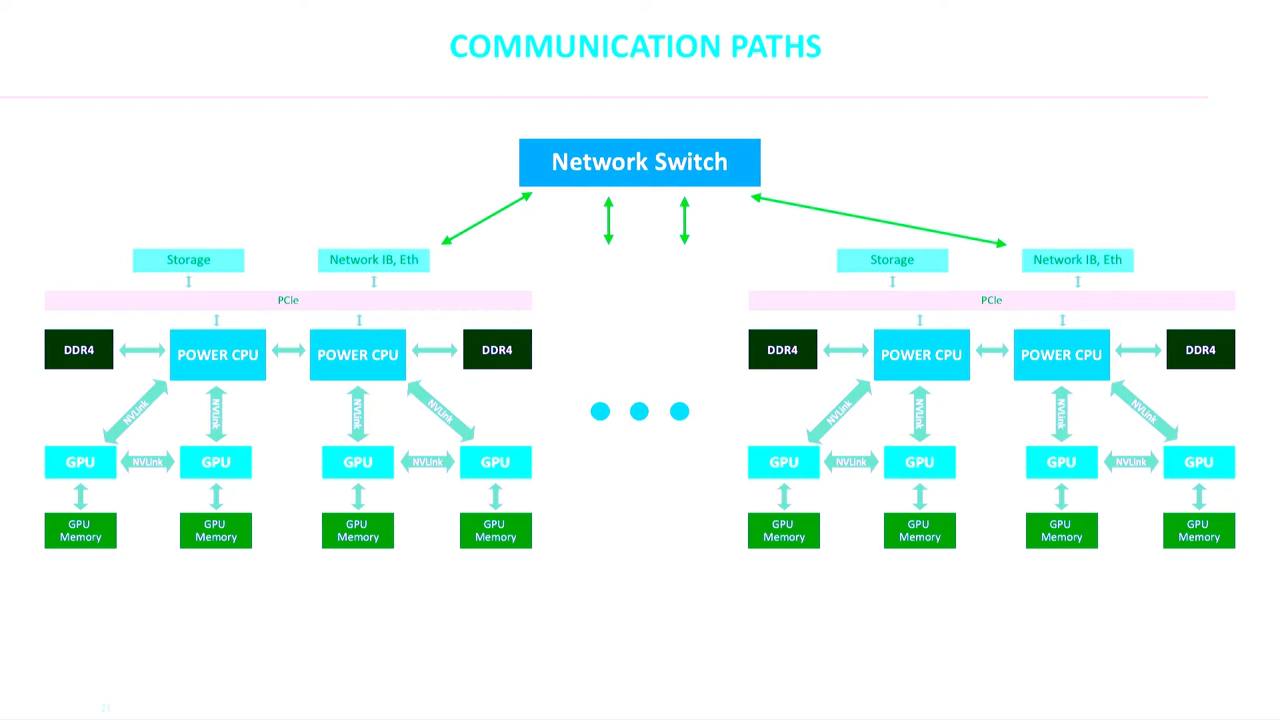 COMMUNICATION PATHS
Network Switch
Storage
Network IB, Eth
Storage
Network IB, Eth
PCIe
PCIe
DDR4
POWER CPU
POWER CPU
DDR4
DDR4
POWER CPU
POWER CPU
DDR4
NVLink
NVLink
NVLink
NVLink
NVLink
NVLink
NVLink
NVLink
GPU
NVLink
GPU
GPU
NVLink
GPU
GPU
NVLink
GPU
GPU
NVLink
GPU
GPU
Memory
GPU
Memory
GPU
Memory
GPU
Memory
GPU
Memory
GPU
Memory
GPU
Memory
GPU
Memory
21